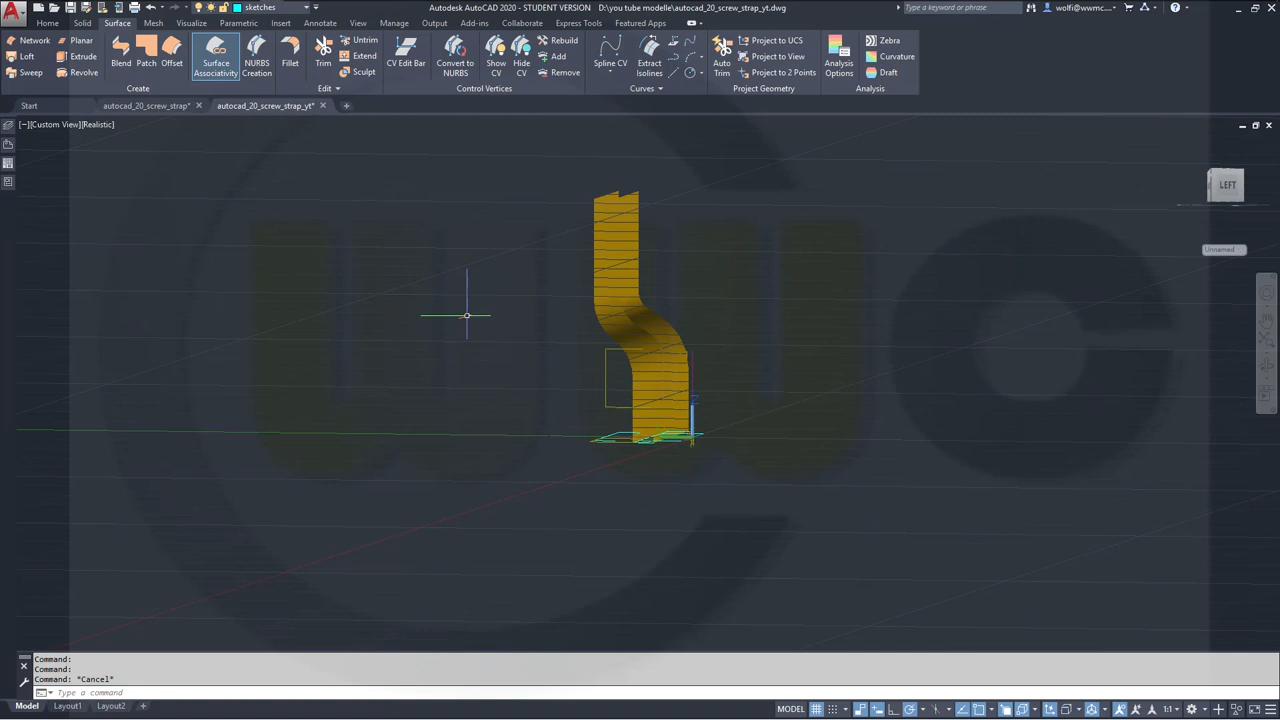 Autodesk AutoCAD 2020 - STUDENT VERSION D:\you tube modelle\autocad_20_screw_strap_yt.dwg
sketches
Type a keyword or phrase
wolfi@wwmc...
Home Solid Surface Mesh Visualize Parametric Insert Annotate View Manage Output Add-ins Collaborate Express Tools Featured Apps
Network Planar
Loft Extrude
Sweep Revolve
Blend Patch Offset
Surface
Associativity
NURBS
Creation
Fillet
Trim
Untrim
Extend
Sculpt
CV Edit Bar
Convert to
NURBS
Show
CV
Hide
CV
Rebuild
Add
Remove
Spline CV
Extract
Isolines
Auto
Trim
Project to UCS
Project to View
Project to 2 Points
Analysis
Options
Zebra
Curvature
Draft
Create Edit Control Vertices Curves Project Geometry Analysis
Start autocad_20_screw_strap* autocad_20_screw_strap_yt*
[−][Custom View][Realistic]
LEFT
Unnamed
UWC
Command:
Command:
Command: *Cancel*
Type a command
Model Layout1 Layout2
MODEL 1:1